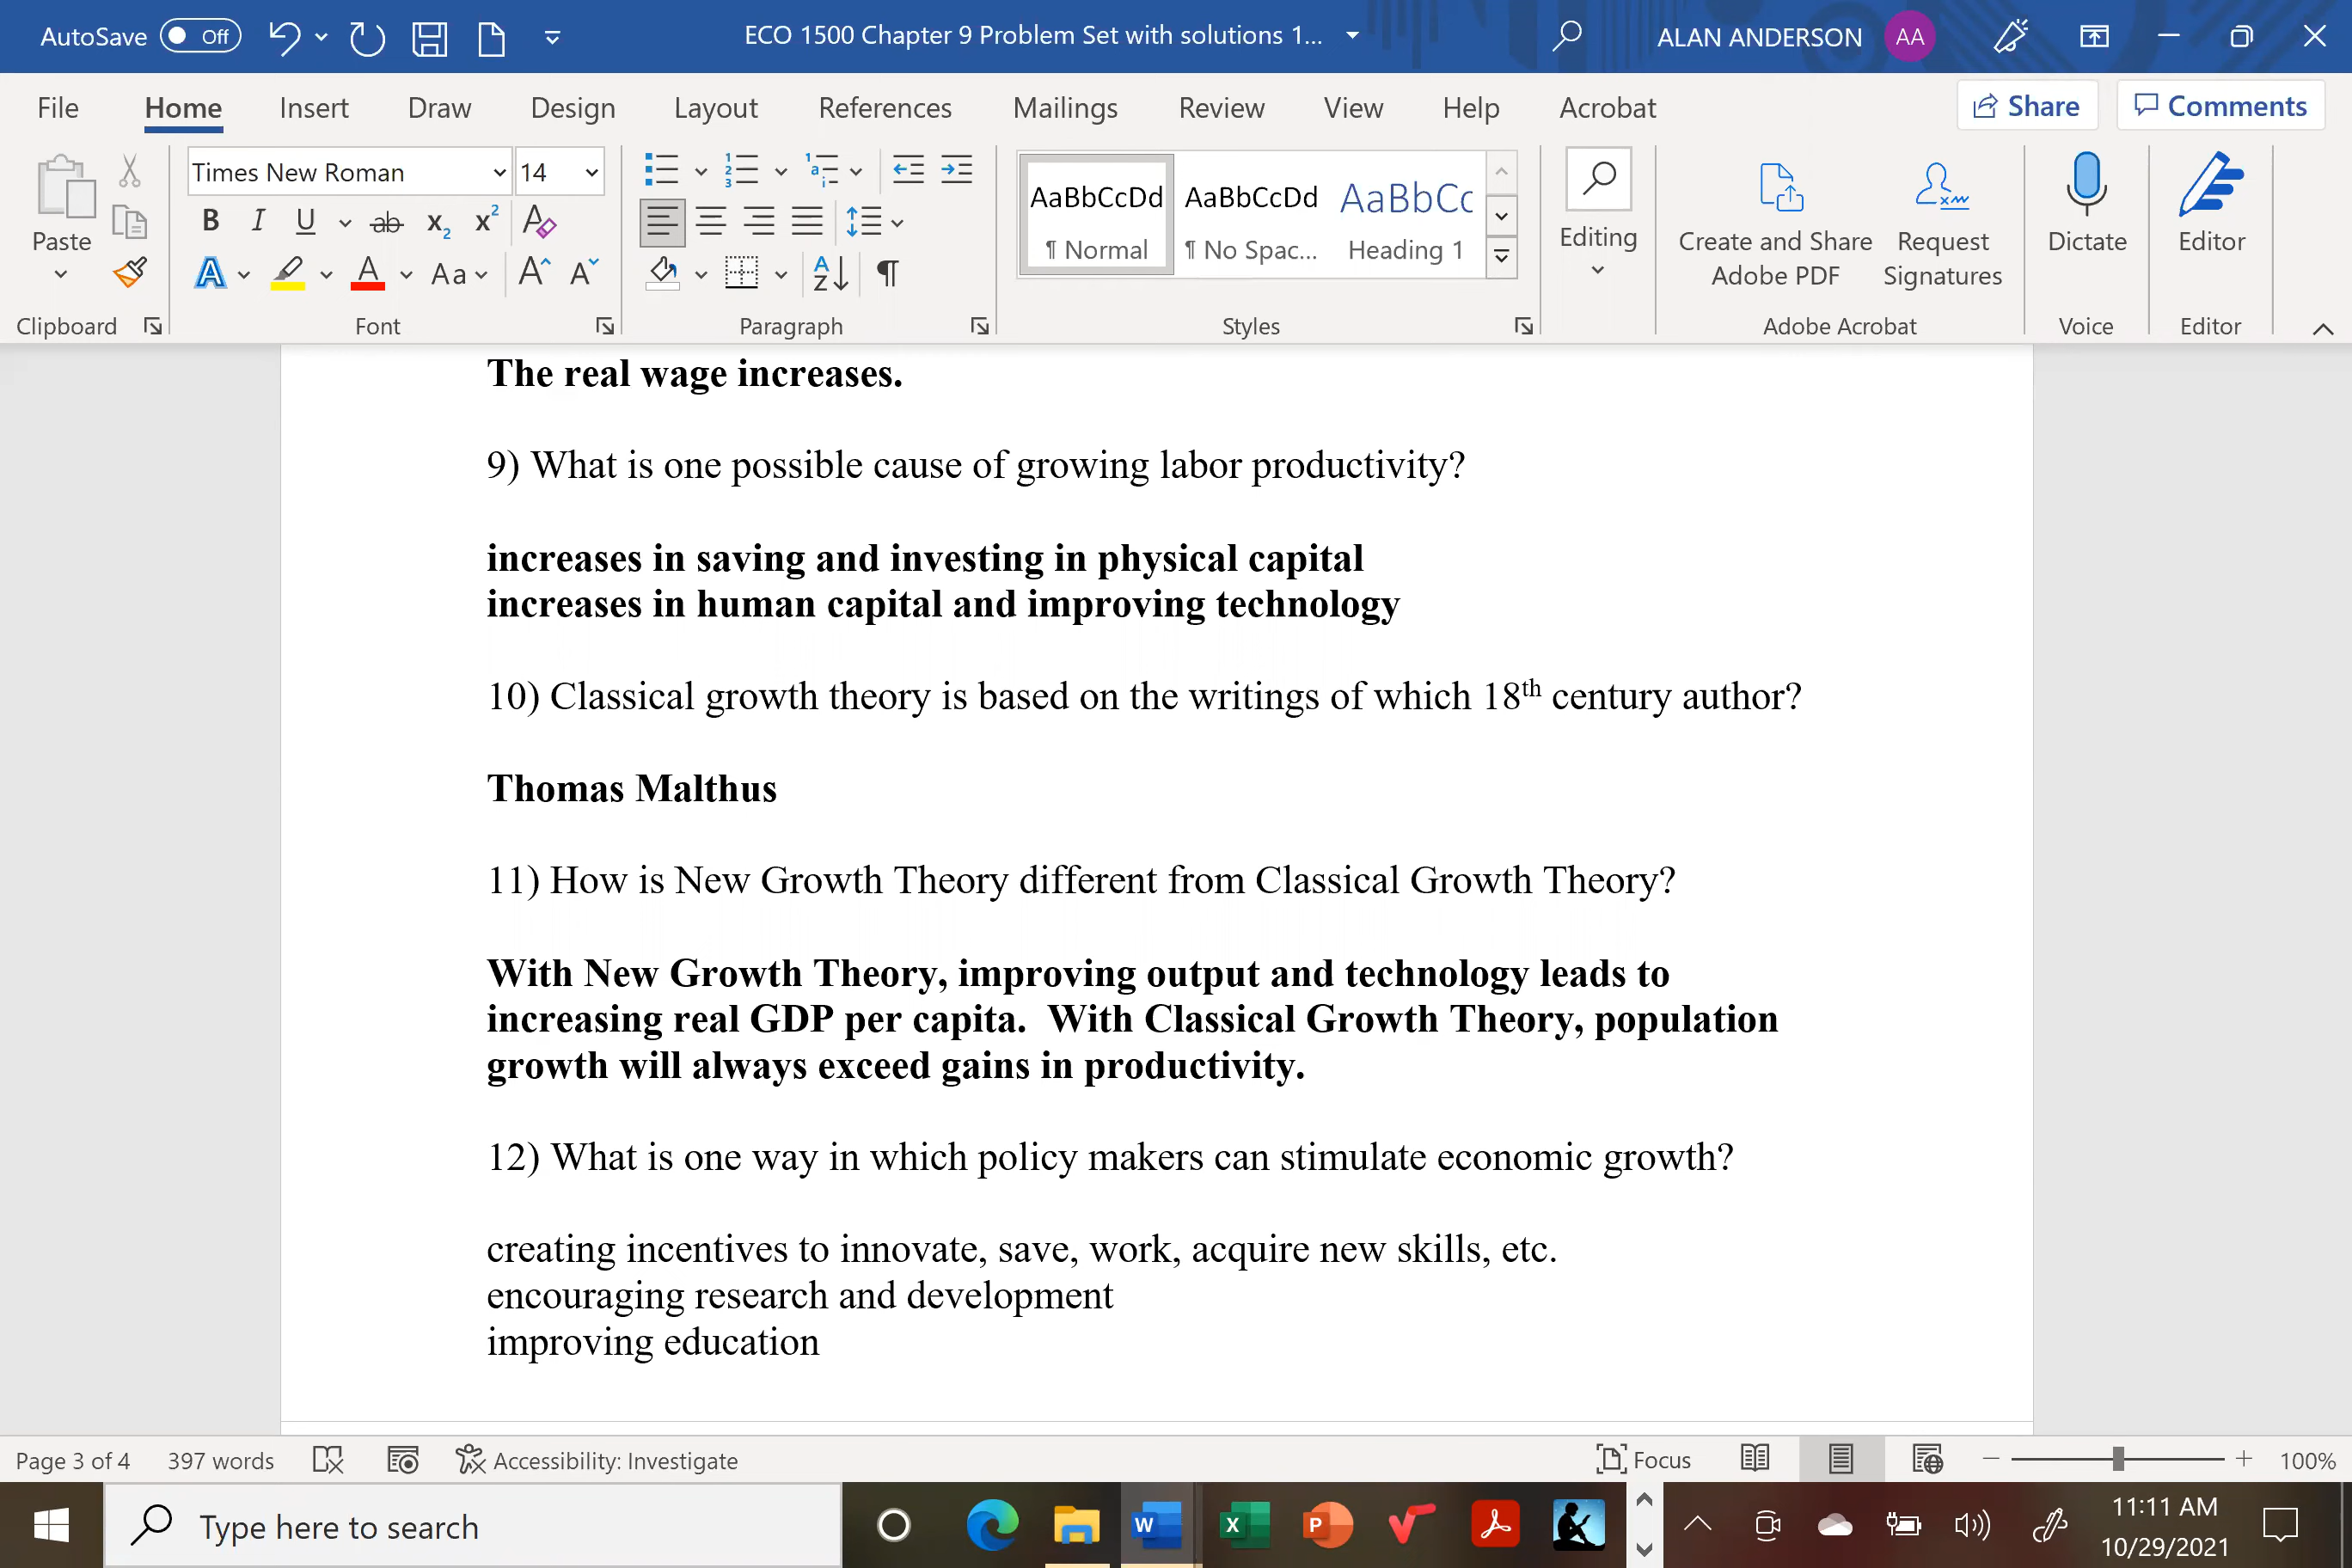 AutoSave Off ECO 1500 Chapter 9 Problem Set with solutions 1... ALAN ANDERSON AA
File Home Insert Draw Design Layout References Mailings Review View Help Acrobat Share Comments
Paste
Clipboard
Times New Roman 14
B I U ab x2 x2 A
A A Aa A A
Font
Paragraph
AaBbCcDd AaBbCcDd AaBbCc
¶ Normal ¶ No Spac... Heading 1
Styles
Editing
Create and Share Adobe PDF
Request Signatures
Adobe Acrobat
Dictate
Voice
Editor
Editor
The real wage increases.
9) What is one possible cause of growing labor productivity?
increases in saving and investing in physical capital
increases in human capital and improving technology
10) Classical growth theory is based on the writings of which 18th century author?
Thomas Malthus
11) How is New Growth Theory different from Classical Growth Theory?
With New Growth Theory, improving output and technology leads to
increasing real GDP per capita.  With Classical Growth Theory, population
growth will always exceed gains in productivity.
12) What is one way in which policy makers can stimulate economic growth?
creating incentives to innovate, save, work, acquire new skills, etc.
encouraging research and development
improving education
Page 3 of 4 397 words Accessibility: Investigate Focus 100%
Type here to search
11:11 AM
10/29/2021